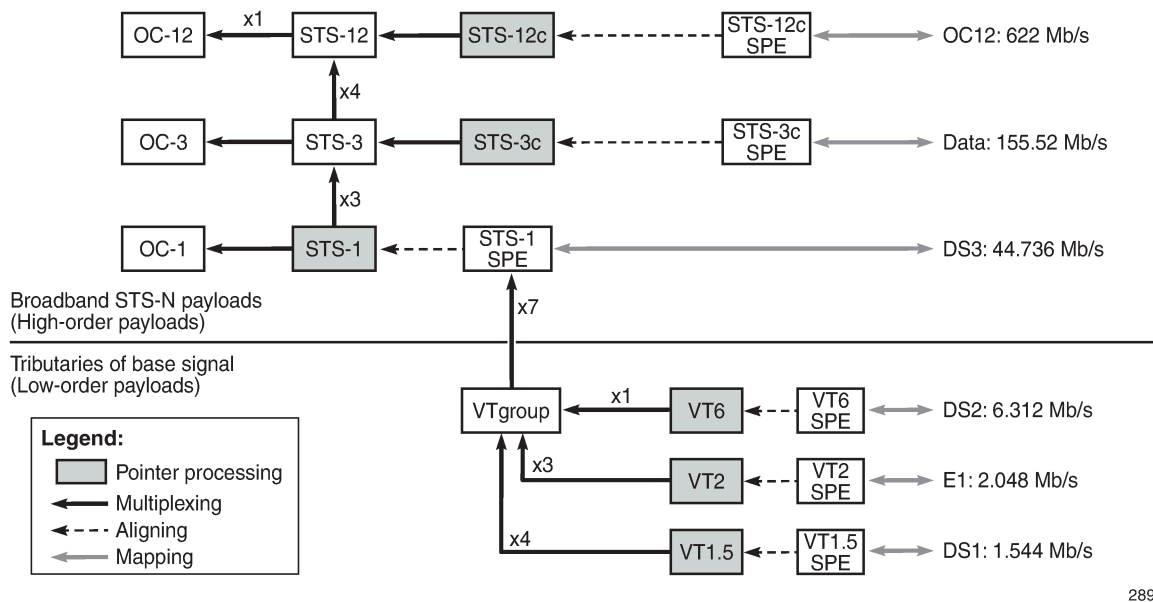 x1
OC-12
STS-12
STS-12c
STS-12c
SPE
OC12: 622 Mb/s
x4
OC-3
STS-3
STS-3c
STS-3c
SPE
Data: 155.52 Mb/s
x3
OC-1
STS-1
STS-1
SPE
DS3: 44.736 Mb/s
Broadband STS-N payloads
(High-order payloads)
x7
Tributaries of base signal
(Low-order payloads)
VTgroup
x1
VT6
VT6
SPE
DS2: 6.312 Mb/s
x3
VT2
VT2
SPE
E1: 2.048 Mb/s
x4
VT1.5
VT1.5
SPE
DS1: 1.544 Mb/s
Legend:
Pointer processing
Multiplexing
Aligning
Mapping
289